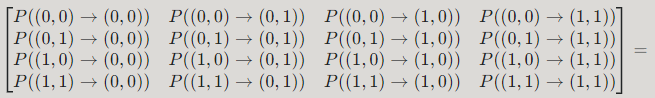 P((0,0) → (0,0)) P((0,0) → (0,1)) P((0,0) → (1,0)) P((0,0) → (1,1))
P((0,1) → (0,0)) P((0,1) → (0,1)) P((0,1) → (1,0)) P((0,1) → (1,1))
P((1,0) → (0,0)) P((1,0) → (0,1)) P((1,0) → (1,0)) P((1,0) → (1,1)) =
P((1,1) → (0,0)) P((1,1) → (0,1)) P((1,1) → (1,0)) P((1,1) → (1,1))